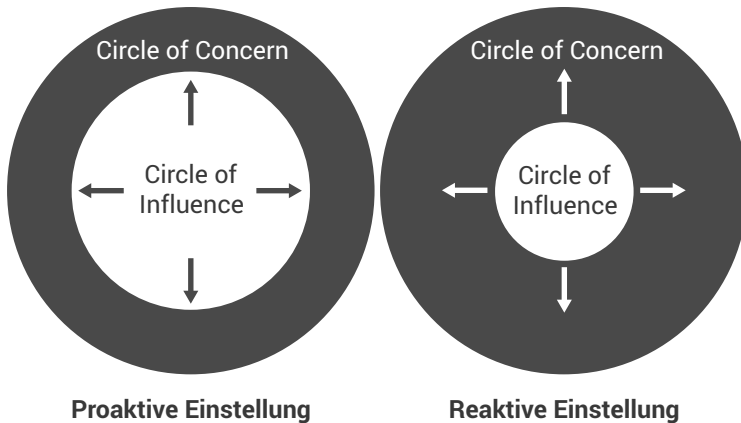 Circle of Concern
Circle of
Influence
Proaktive Einstellung
Circle of Concern
Circle of
Influence
Reaktive Einstellung